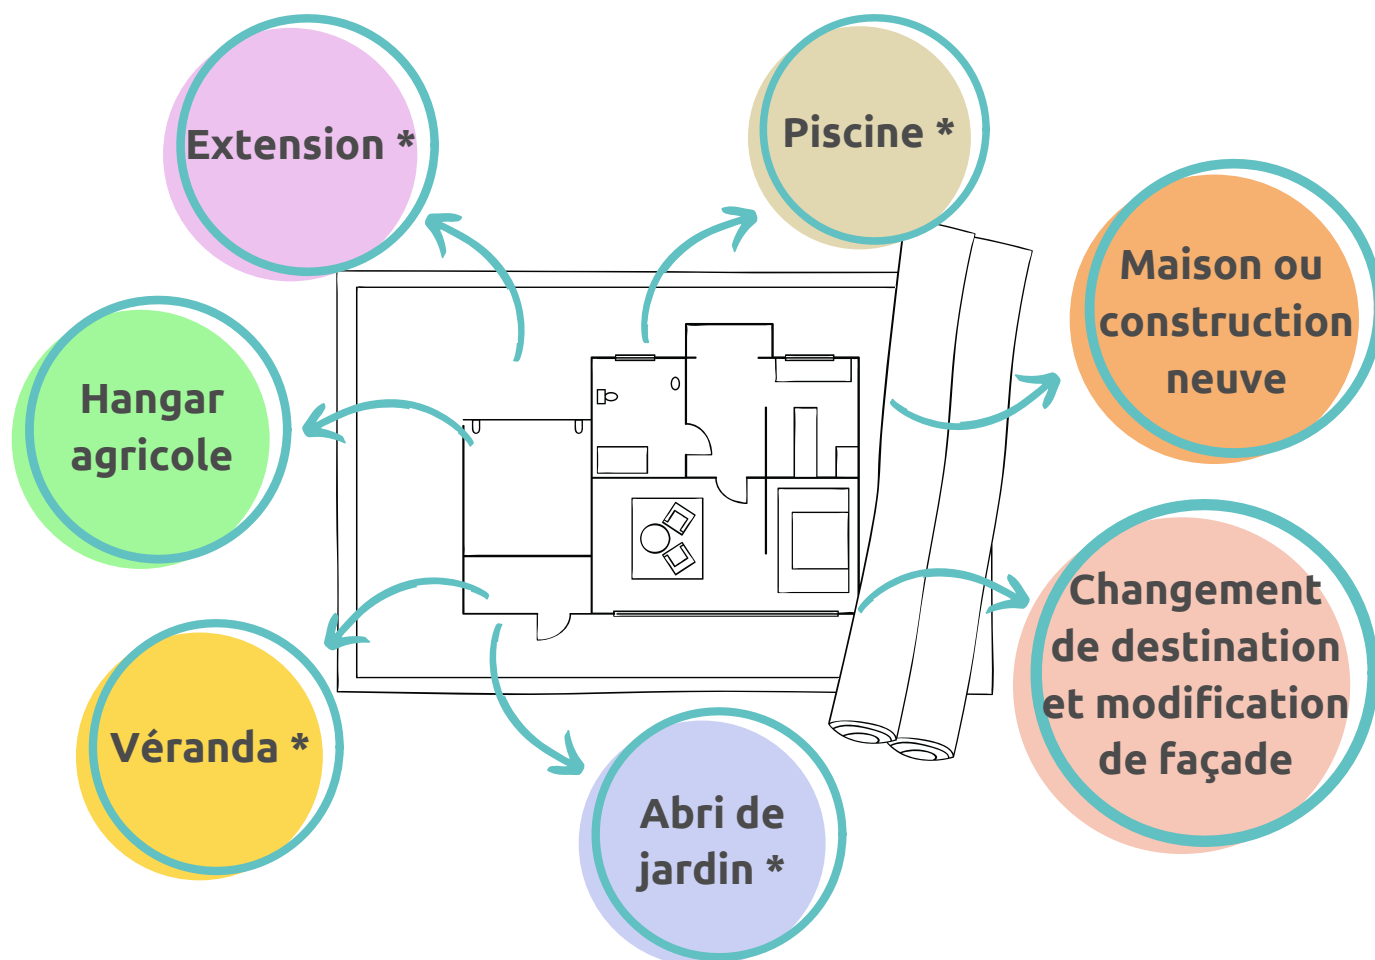 Extension *
Piscine *
Maison ou
construction
neuve
Hangar
agricole
Changement
de destination
et modification
de façade
Véranda *
Abri de
jardin *